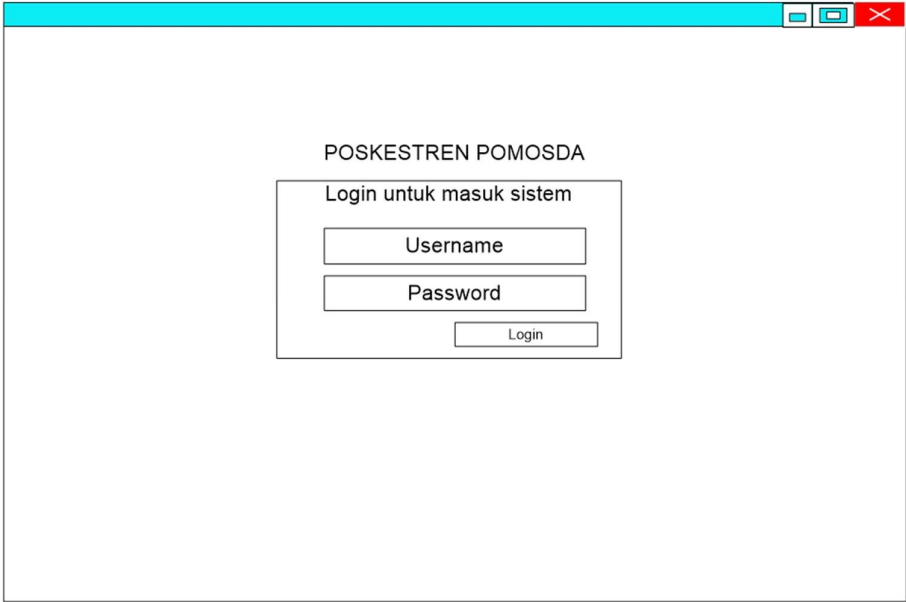 POSKESTREN POMOSDA
Login untuk masuk sistem
Username
Password
Login